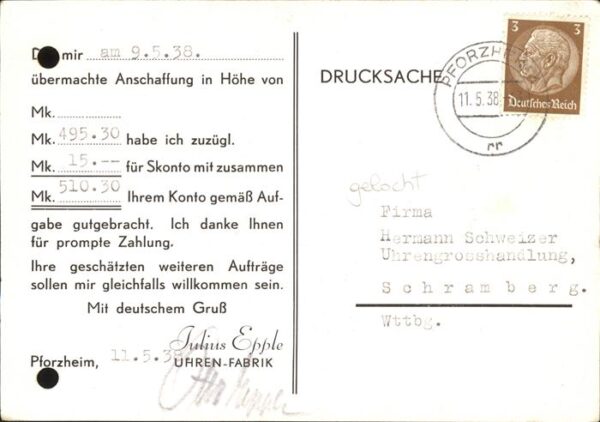 D mir am 9.5.38.
übermachte Anschaffung in Höhe von
Mk.
Mk. 495.30 habe ich zuzügl.
Mk. 15.-- für Skonto mit zusammen
Mk. 510.30 Ihrem Konto gemäß Auf-
gabe gutgebracht. Ich danke Ihnen
für prompte Zahlung.
Ihre geschätzten weiteren Aufträge
sollen mir gleichfalls willkommen sein.
Mit deutschem Gruß
Julius Epple
Pforzheim, 11.5.38 UHREN-FABRIK
DRUCKSACHE
PFORZHEIM
11.5.38
rr
3 3
Deutsches Reich
gelocht
Firma
Hermann Schweizer
Uhrengrosshandlung,
Schramberg.
Wttbg.